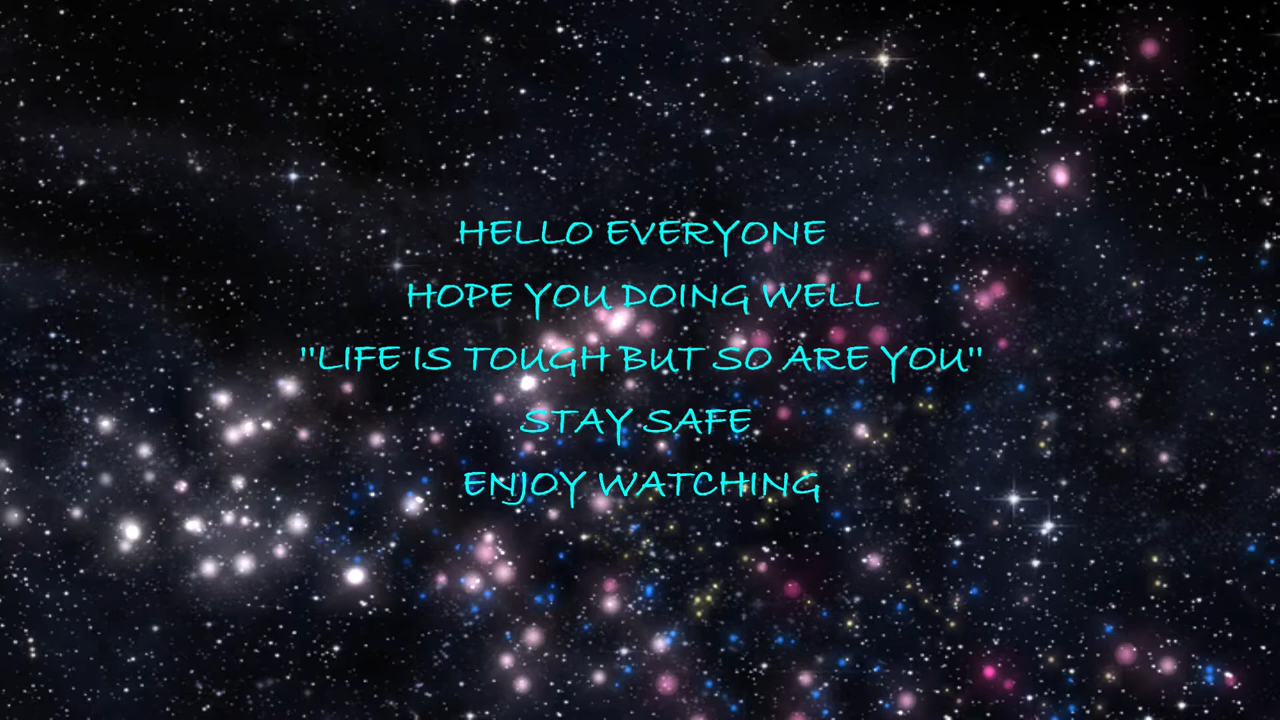 HELLO EVERYONE
HOPE YOU DOING WELL
"LIFE IS TOUGH BUT SO ARE YOU"
STAY SAFE
ENJOY WATCHING